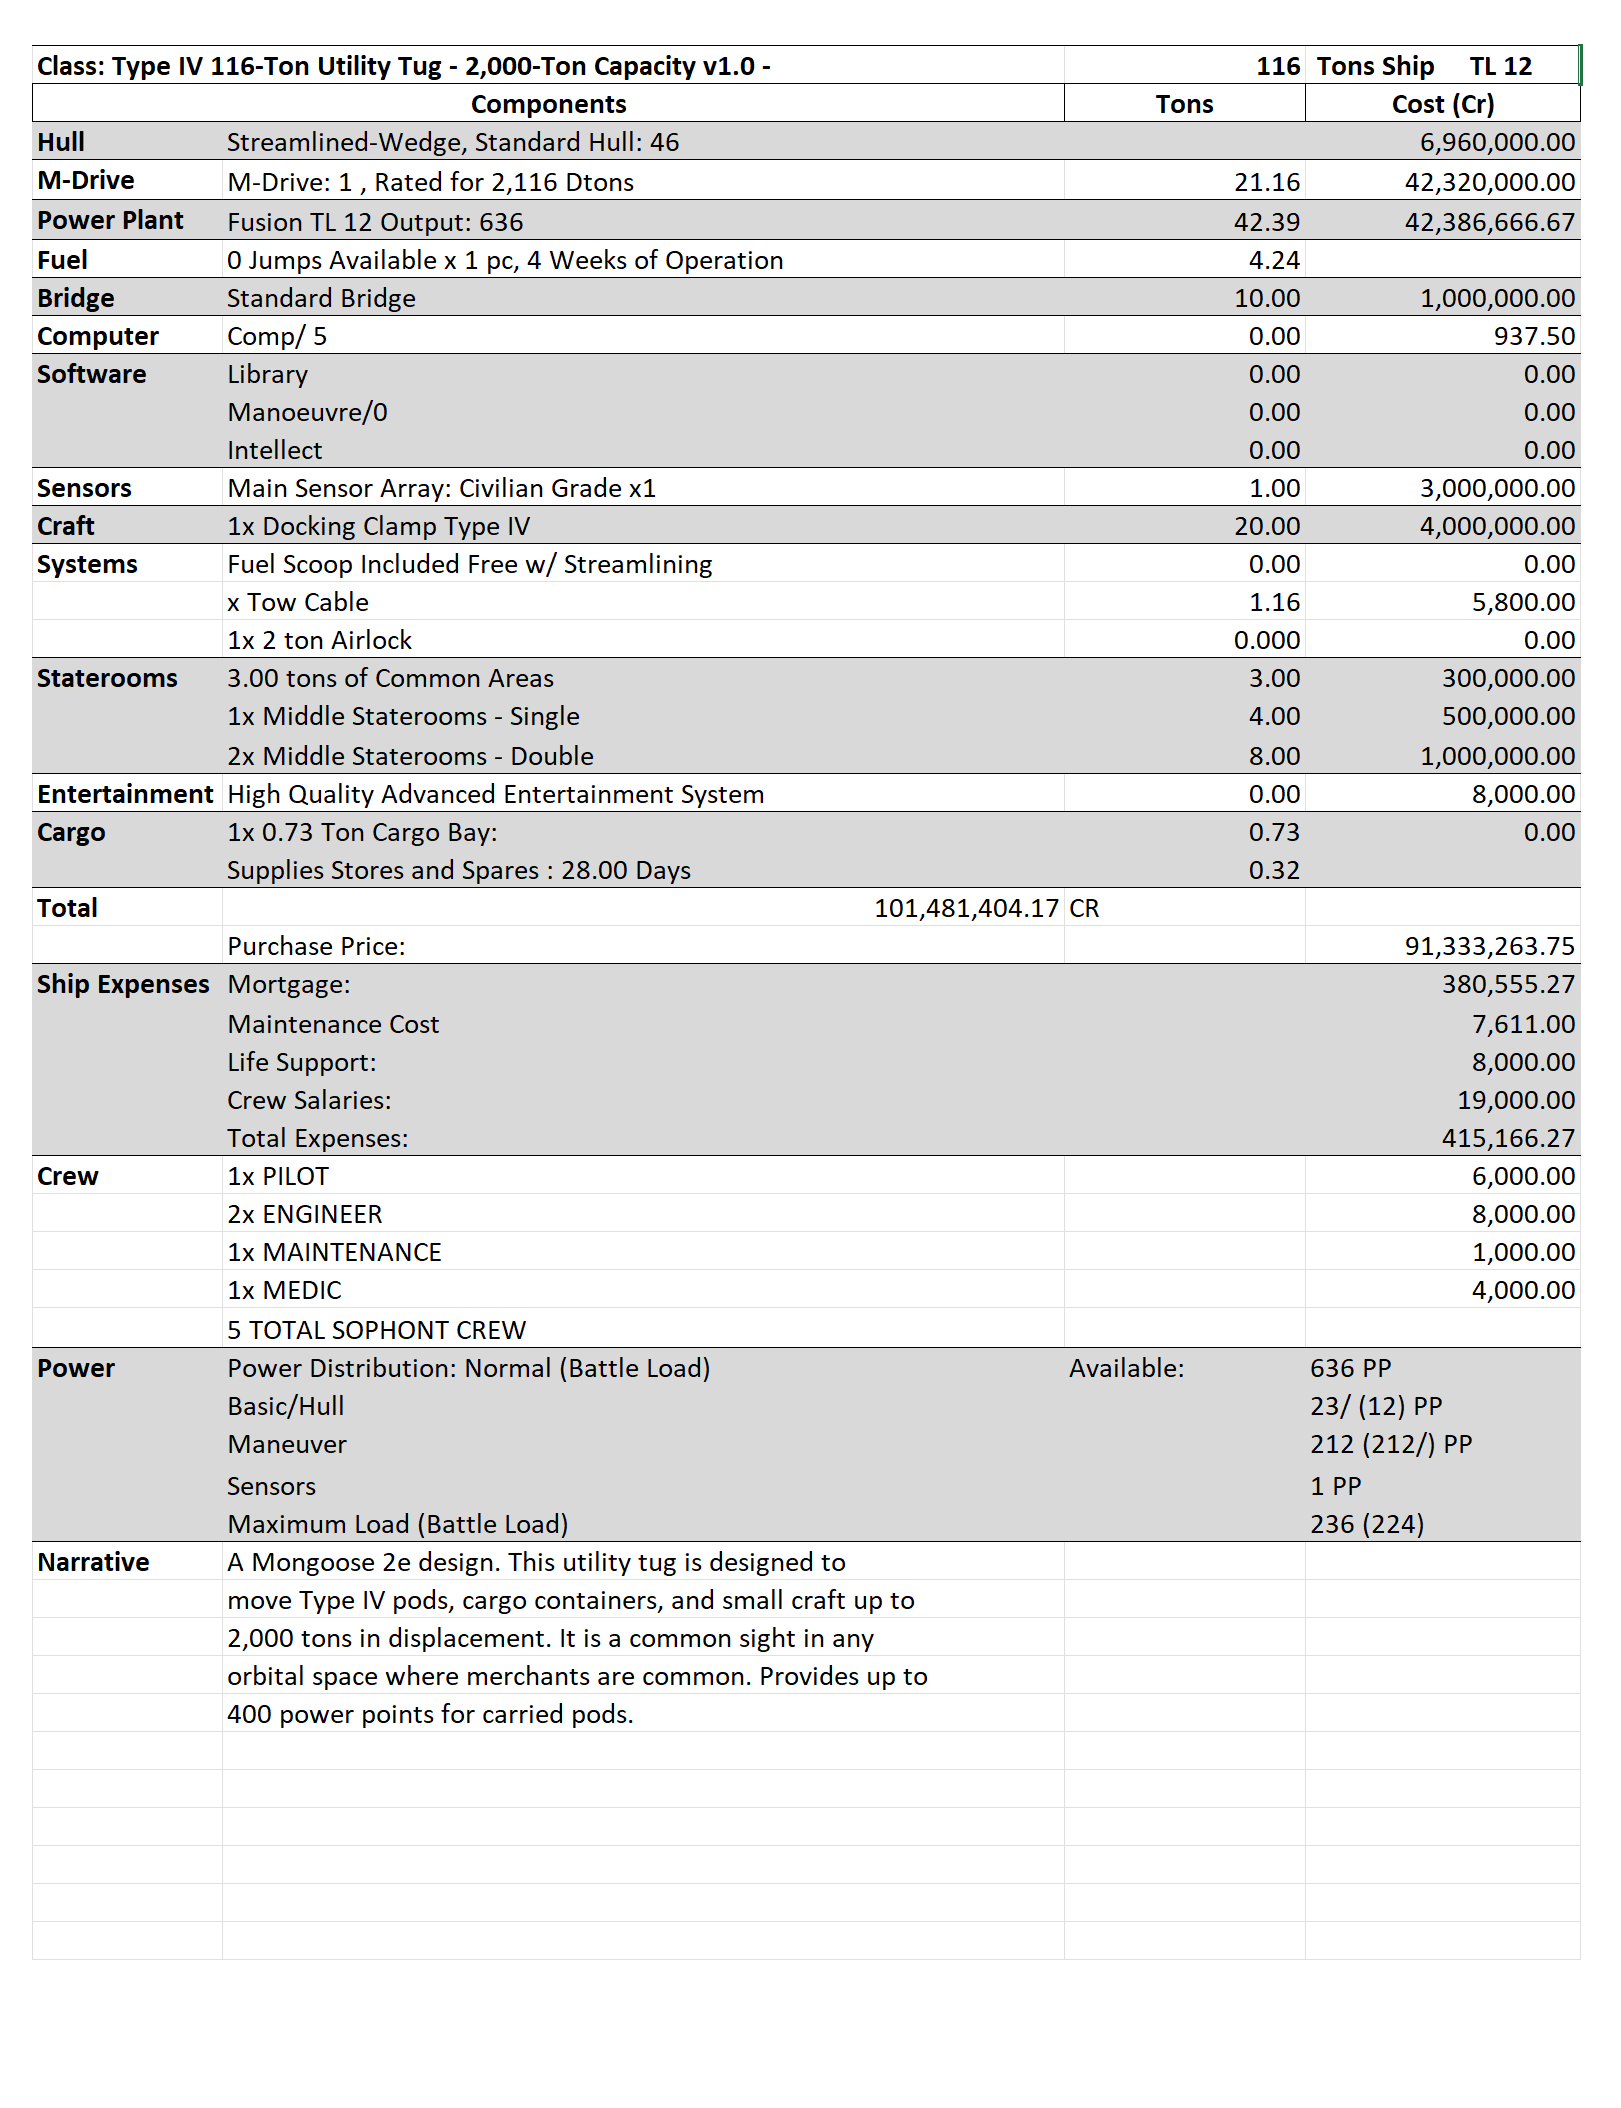 Class: Type IV 116-Ton Utility Tug - 2,000-Ton Capacity v1.0 - 116 Tons Ship TL 12
Components Tons Cost (Cr)
Hull Streamlined-Wedge, Standard Hull: 46 6,960,000.00
M-Drive M-Drive: 1 , Rated for 2,116 Dtons 21.16 42,320,000.00
Power Plant Fusion TL 12 Output: 636 42.39 42,386,666.67
Fuel 0 Jumps Available x 1 pc, 4 Weeks of Operation 4.24
Bridge Standard Bridge 10.00 1,000,000.00
Computer Comp/ 5 0.00 937.50
Software Library 0.00 0.00
Manoeuvre/0 0.00 0.00
Intellect 0.00 0.00
Sensors Main Sensor Array: Civilian Grade x1 1.00 3,000,000.00
Craft 1x Docking Clamp Type IV 20.00 4,000,000.00
Systems Fuel Scoop Included Free w/ Streamlining 0.00 0.00
x Tow Cable 1.16 5,800.00
1x 2 ton Airlock 0.000 0.00
Staterooms 3.00 tons of Common Areas 3.00 300,000.00
1x Middle Staterooms - Single 4.00 500,000.00
2x Middle Staterooms - Double 8.00 1,000,000.00
Entertainment High Quality Advanced Entertainment System 0.00 8,000.00
Cargo 1x 0.73 Ton Cargo Bay: 0.73 0.00
Supplies Stores and Spares : 28.00 Days 0.32
Total 101,481,404.17 CR
Purchase Price: 91,333,263.75
Ship Expenses Mortgage: 380,555.27
Maintenance Cost 7,611.00
Life Support: 8,000.00
Crew Salaries: 19,000.00
Total Expenses: 415,166.27
Crew 1x PILOT 6,000.00
2x ENGINEER 8,000.00
1x MAINTENANCE 1,000.00
1x MEDIC 4,000.00
5 TOTAL SOPHONT CREW
Power Power Distribution: Normal (Battle Load) Available: 636 PP
Basic/Hull 23/ (12) PP
Maneuver 212 (212/) PP
Sensors 1 PP
Maximum Load (Battle Load) 236 (224)
Narrative A Mongoose 2e design. This utility tug is designed to
move Type IV pods, cargo containers, and small craft up to
2,000 tons in displacement. It is a common sight in any
orbital space where merchants are common. Provides up to
400 power points for carried pods.